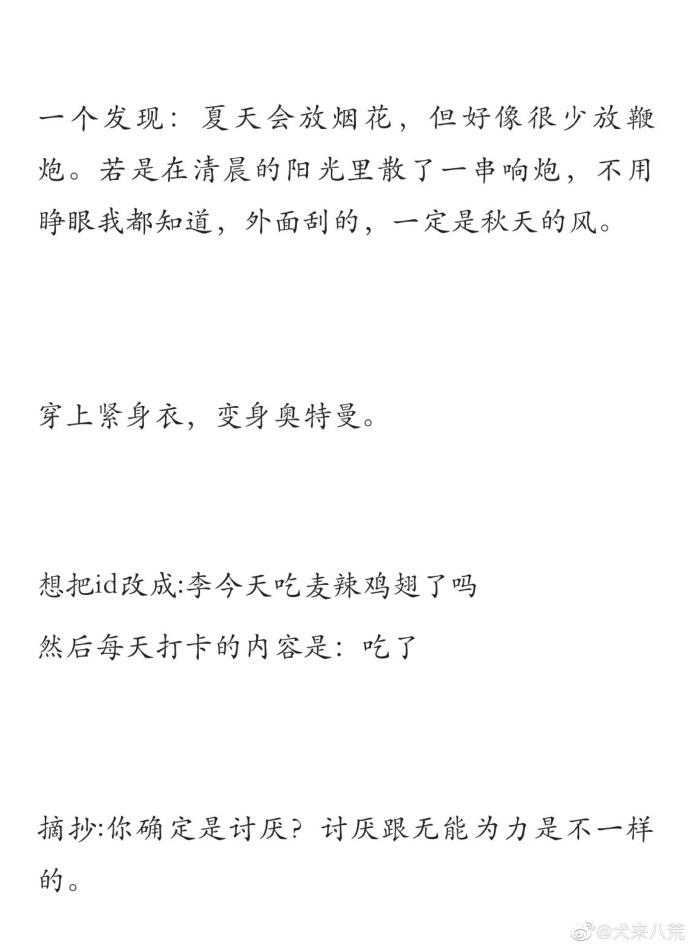 一个发现：夏天会放烟花，但好像很少放鞭
炮。若是在清晨的阳光里散了一串响炮，不用
睁眼我都知道，外面刮的，一定是秋天的风。
穿上紧身衣，变身奥特曼。
想把id改成:李今天吃麦辣鸡翅了吗
然后每天打卡的内容是：吃了
摘抄:你确定是讨厌？讨厌跟无能为力是不一样
的。
@犬来八荒